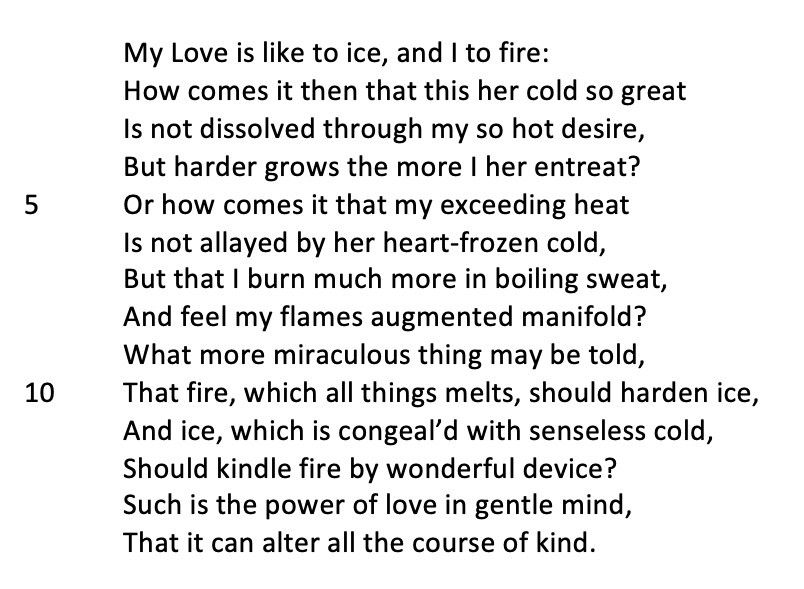 My Love is like to ice, and I to fire:
How comes it then that this her cold so great
Is not dissolved through my so hot desire,
But harder grows the more I her entreat?
5 Or how comes it that my exceeding heat
Is not allayed by her heart-frozen cold,
But that I burn much more in boiling sweat,
And feel my flames augmented manifold?
What more miraculous thing may be told,
10 That fire, which all things melts, should harden ice,
And ice, which is congeal’d with senseless cold,
Should kindle fire by wonderful device?
Such is the power of love in gentle mind,
That it can alter all the course of kind.